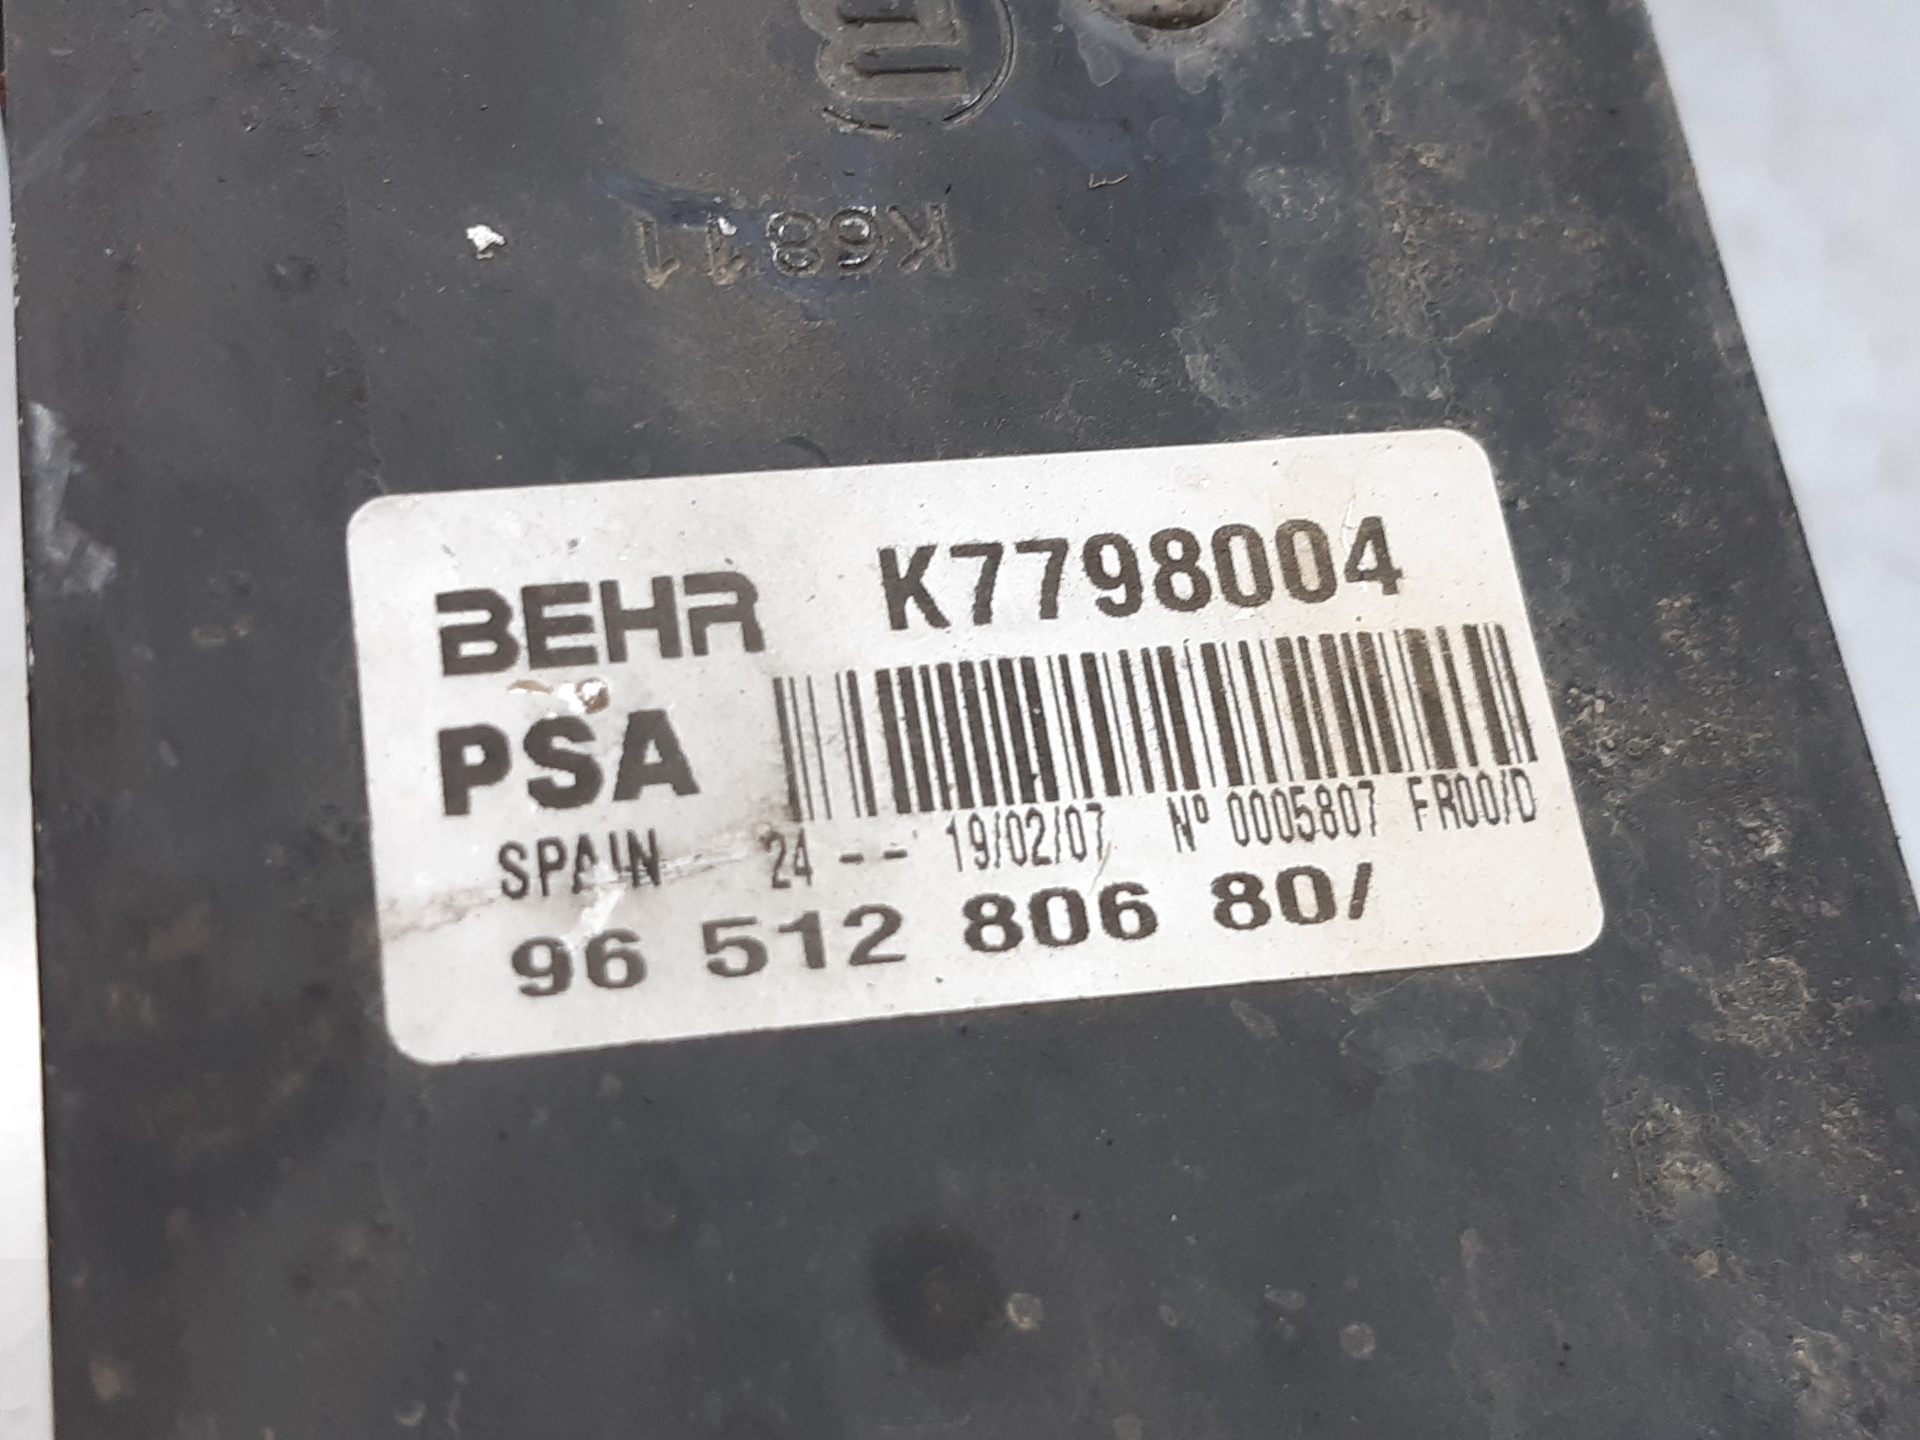 K6811
BEHR K7798004
PSA
SPAIN 24 -- 19/02/07 Nº 0005807 FR00/D
96 512 806 80/